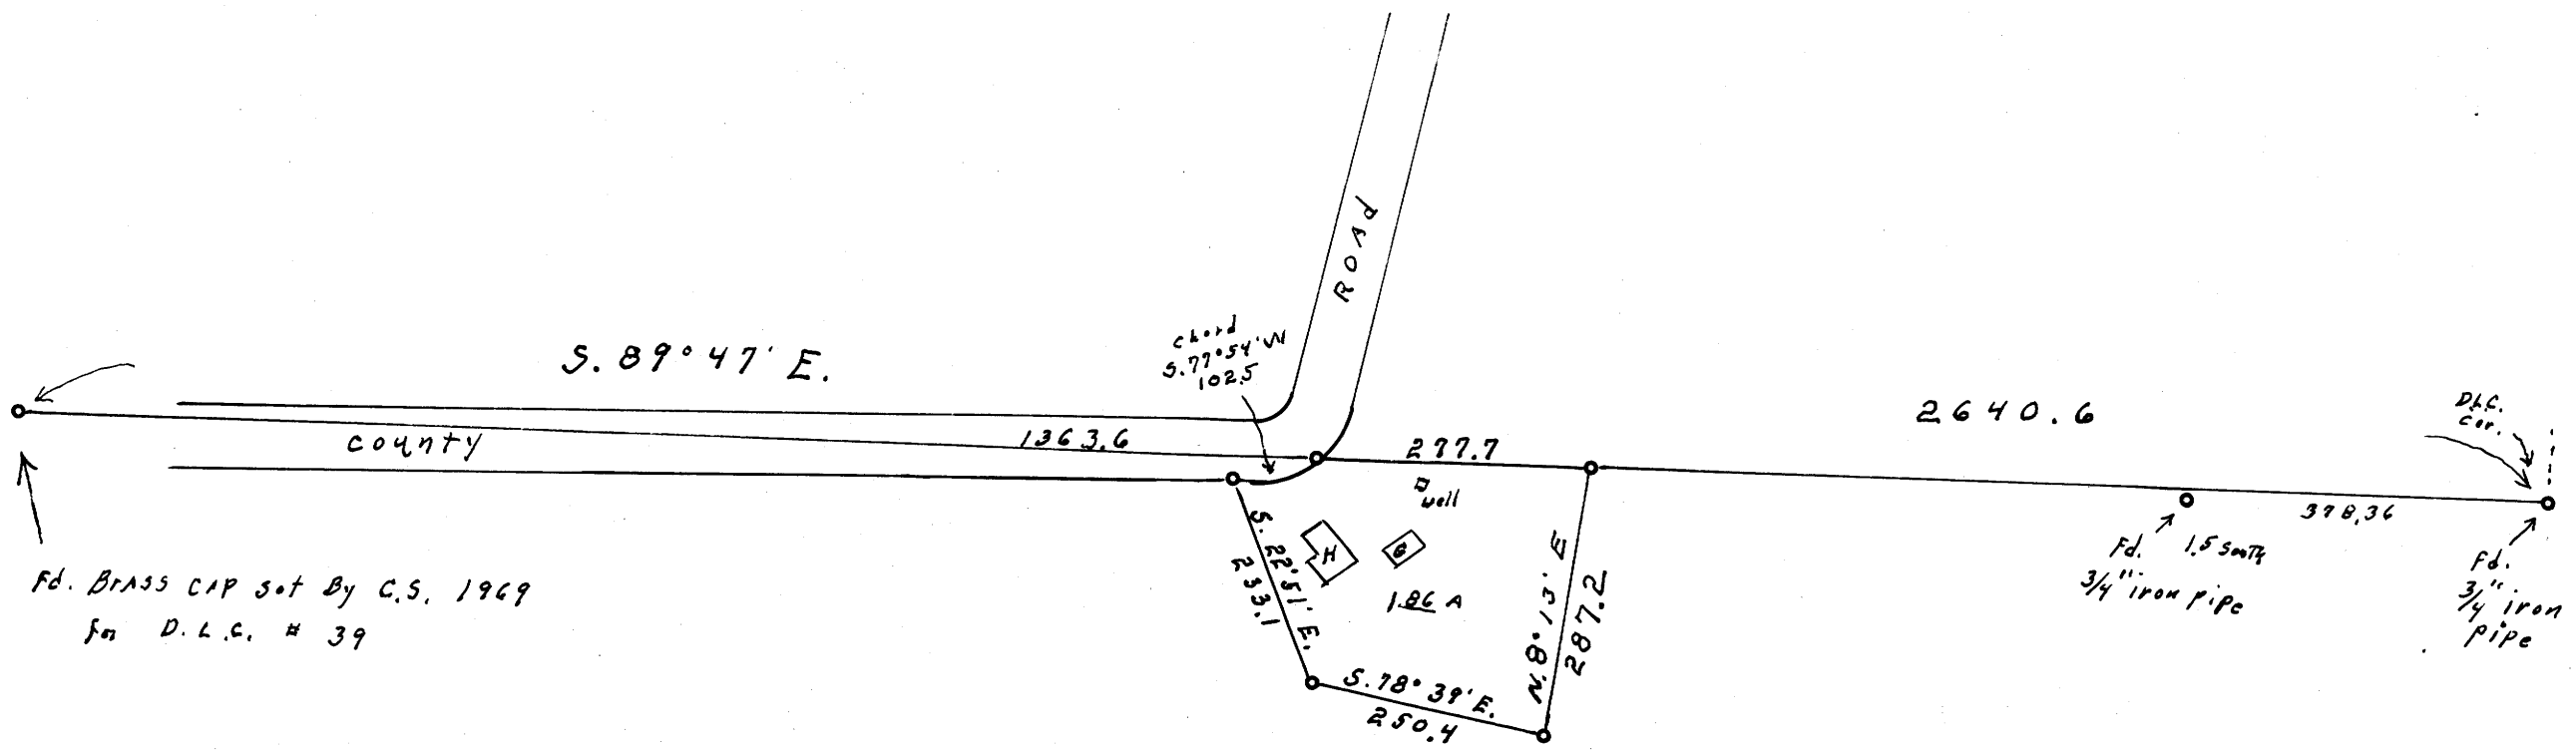 ROAd
chord
S.77°54'W
102.5
S. 89°47' E.
county
1363.6
277.7
2640.6
D.L.C.
Cor.
well
378.36
S. 22°51' E.
233.1
H
G
1.86 A
N. 8°13' E
287.2
Fd. 1.5 South
3/4" iron pipe
Fd.
3/4" iron
pipe
Fd. BrAss CAP set By C.S. 1969
for D.L.C. # 39
S.78°39'E.
250.4